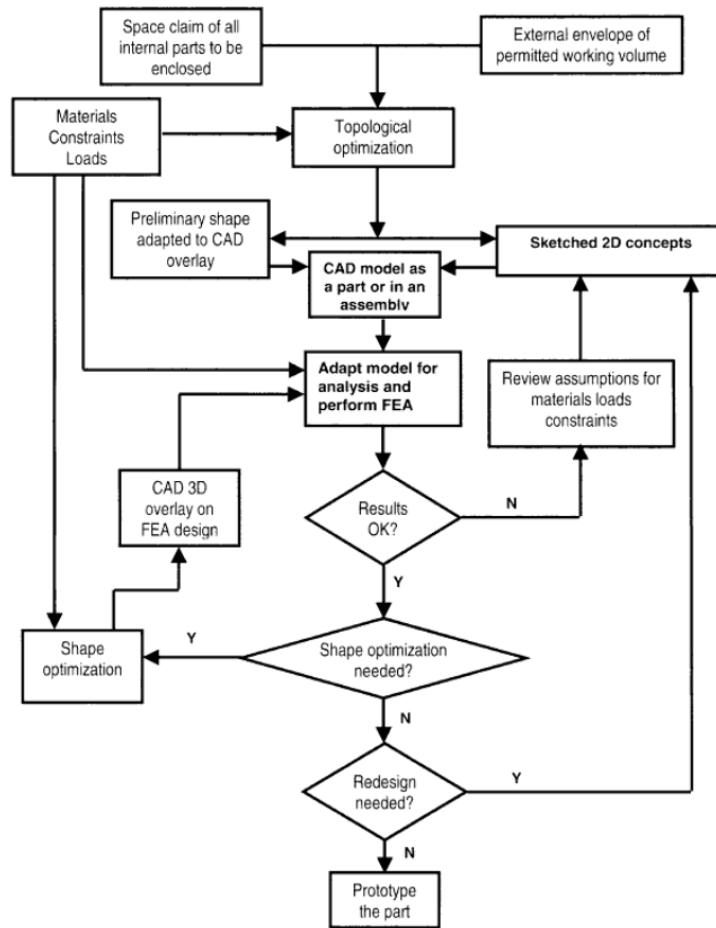 Space claim of all
internal parts to be
enclosed
External envelope of
permitted working volume
Materials
Constraints
Loads
Topological
optimization
Preliminary shape
adapted to CAD
overlay
Sketched 2D concepts
CAD model as
a part or in an
assembly
Adapt model for
analysis and
perform FEA
Review assumptions for
materials loads
constraints
CAD 3D
overlay on
FEA design
Results
OK?
N
Y
Shape
optimization
Y
Shape optimization
needed?
N
Redesign
needed?
Y
N
Prototype
the part